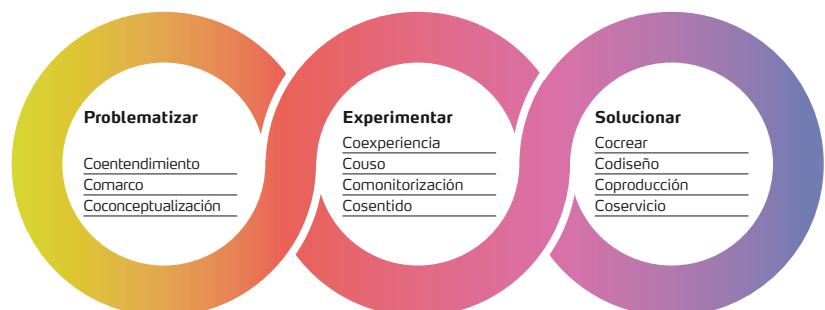 Problematizar
Coentendimiento
Comarco
Coconceptualización
Experimentar
Coexperiencia
Couso
Comonitorización
Cosentido
Solucionar
Cocrear
Codiseño
Coproducción
Coservicio